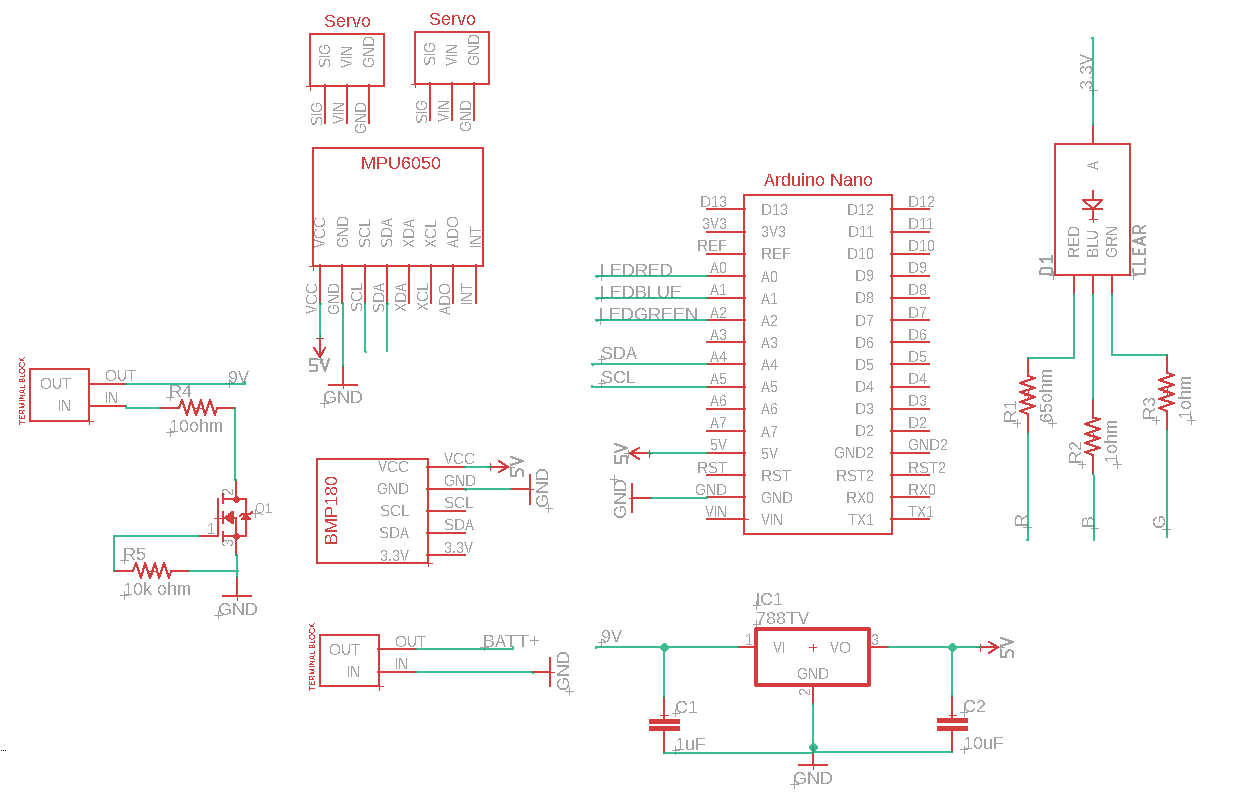 Servo
SIG VIN GND
SIG VIN GND
Servo
SIG VIN GND
SIG VIN GND
MPU6050
VCC GND SCL SDA XDA XCL ADO INT
VCC GND SCL SDA XDA XCL ADO INT
5V
GND
TERMINAL BLOCK
OUT OUT 9V
IN IN
R4
10ohm
2
Q1
1
3
R5
10k ohm
GND
BMP180
VCC VCC 5V
GND GND GND
SCL SCL
SDA SDA
3.3V 3.3V
TERMINAL BLOCK
OUT OUT BATT+
IN IN GND
Arduino Nano
D13 D13 D12 D12
3V3 3V3 D11 D11
REF REF D10 D10
LEDRED A0 A0 D9 D9
LEDBLUE A1 A1 D8 D8
LEDGREEN A2 A2 D7 D7
A3 A3 D6 D6
SDA A4 A4 D5 D5
SCL A5 A5 D4 D4
A6 A6 D3 D3
A7 A7 D2 D2
5V 5V 5V GND2 GND2
RST RST RST2 RST2
GND GND GND RX0 RX0
VIN VIN TX1 TX1
3.3V
A
RED BLU GRN
D1
CLEAR
R1
65ohm
R2
1ohm
R3
1ohm
R
B
G
IC1
788TV
9V 1 VI VO 3 5V
GND
2
C1
1uF
C2
10uF
GND